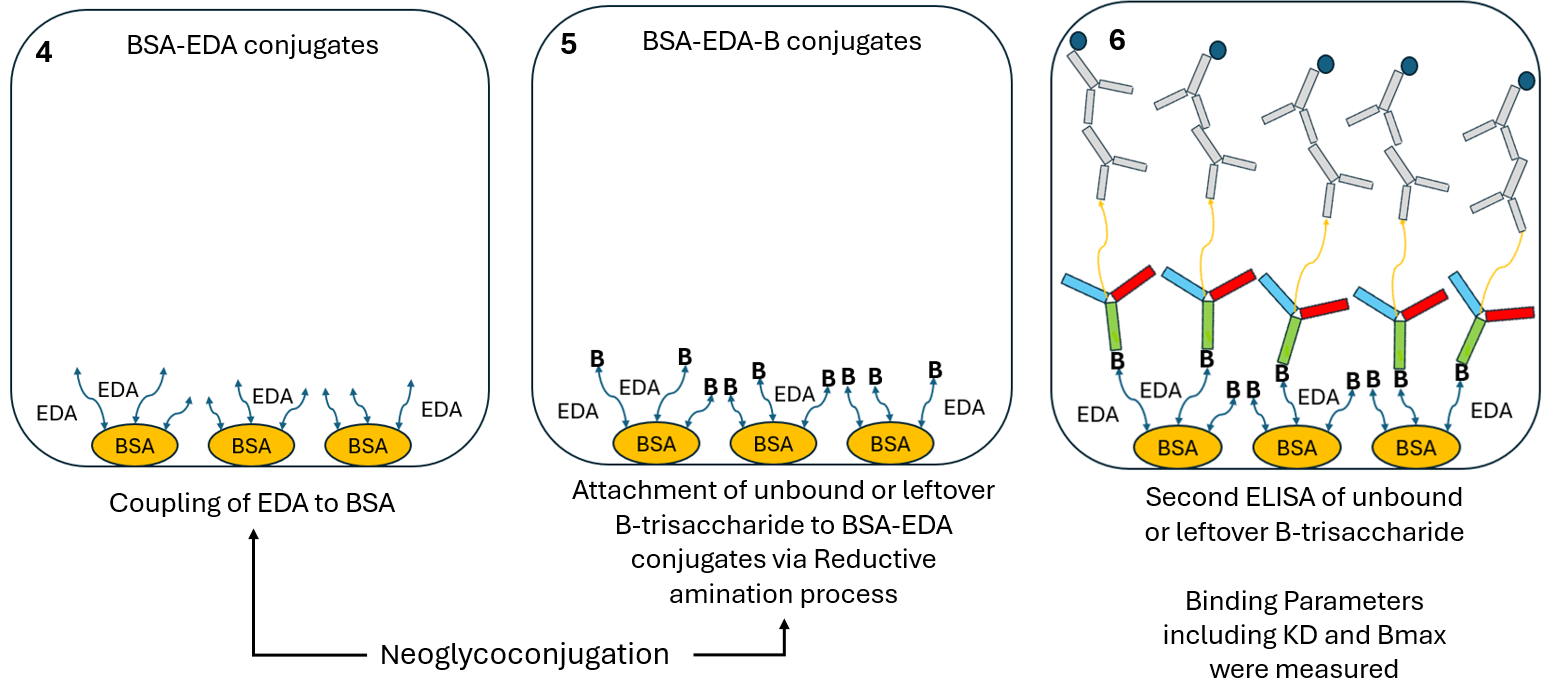 4
BSA-EDA conjugates
EDA
EDA
EDA
EDA
BSA
BSA
BSA
Coupling of EDA to BSA
5
BSA-EDA-B conjugates
B
B
B
B
B
B
B
B
B
EDA
EDA
EDA
EDA
BSA
BSA
BSA
Attachment of unbound or leftover
B-trisaccharide to BSA-EDA
conjugates via Reductive
amination process
Neoglycoconjugation
6
B
B
B
B
B
B
B
B
B
EDA
EDA
EDA
EDA
BSA
BSA
BSA
Second ELISA of unbound
or leftover B-trisaccharide
Binding Parameters
including KD and Bmax
were measured